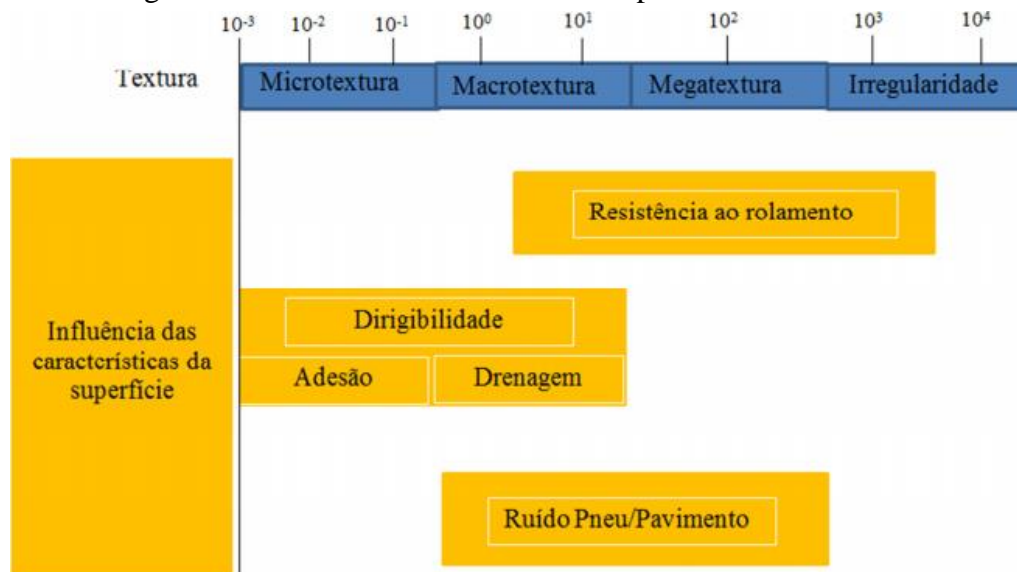 10⁻³ 10⁻² 10⁻¹ 10⁰ 10¹ 10² 10³ 10⁴
Textura Microtextura Macrotextura Megatextura Irregularidade
Resistência ao rolamento
Influência das
características da
superfície
Dirigibilidade
Adesão Drenagem
Ruído Pneu/Pavimento